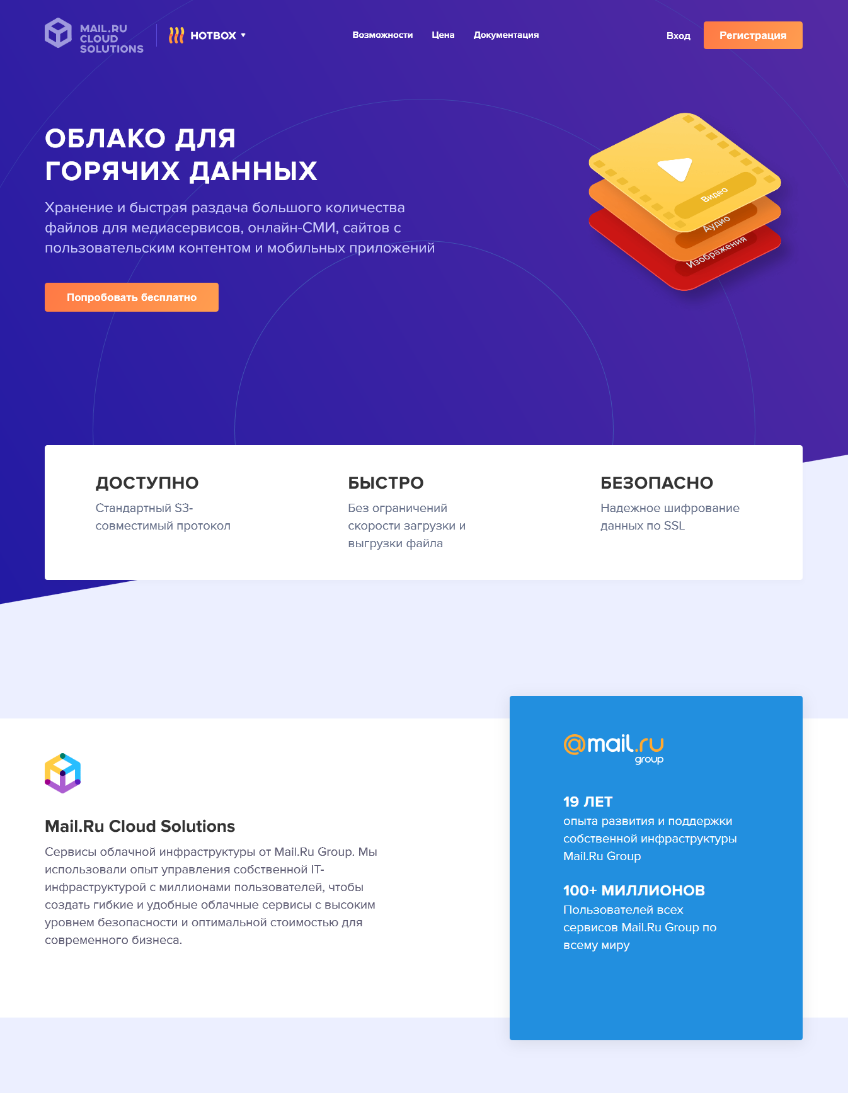 MAIL.RU
CLOUD
SOLUTIONS
HOTBOX
Возможности
Цена
Документация
Вход
Регистрация
ОБЛАКО ДЛЯ
ГОРЯЧИХ ДАННЫХ
Хранение и быстрая раздача большого количества
файлов для медиасервисов, онлайн-СМИ, сайтов с
пользовательским контентом и мобильных приложений
Попробовать бесплатно
Видео
Аудио
Изображения
ДОСТУПНО
Стандартный S3-
совместимый протокол
БЫСТРО
Без ограничений
скорости загрузки и
выгрузки файла
БЕЗОПАСНО
Надежное шифрование
данных по SSL
Mail.Ru Cloud Solutions
Сервисы облачной инфраструктуры от Mail.Ru Group. Мы
использовали опыт управления собственной IT-
инфраструктурой с миллионами пользователей, чтобы
создать гибкие и удобные облачные сервисы с высоким
уровнем безопасности и оптимальной стоимостью для
современного бизнеса.
@mail.ru
group
19 ЛЕТ
опыта развития и поддержки
собственной инфраструктуры
Mail.Ru Group
100+ МИЛЛИОНОВ
Пользователей всех
сервисов Mail.Ru Group по
всему миру